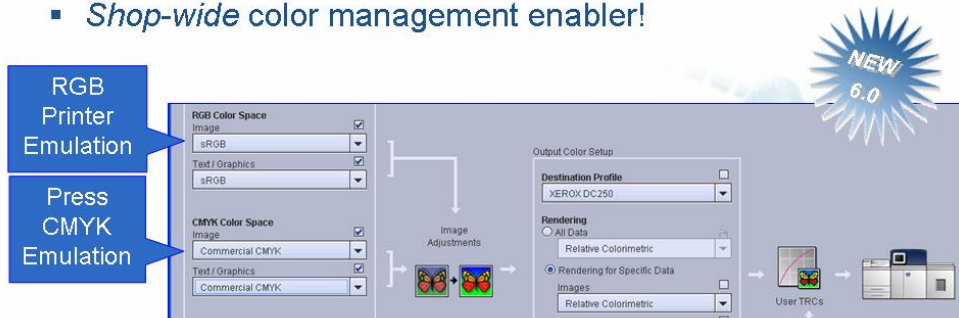 ▪ Shop-wide color management enabler!
NEW
6.0
RGB
Printer
Emulation
Press
CMYK
Emulation
RGB Color Space
Image
sRGB
Text / Graphics
sRGB
CMYK Color Space
Image
Commercial CMYK
Text / Graphics
Commercial CMYK
Image
Adjustments
Output Color Setup
Destination Profile
XEROX DC250
Rendering
All Data
Relative Colorimetric
Rendering for Specific Data
Images
Relative Colorimetric
User TRCs